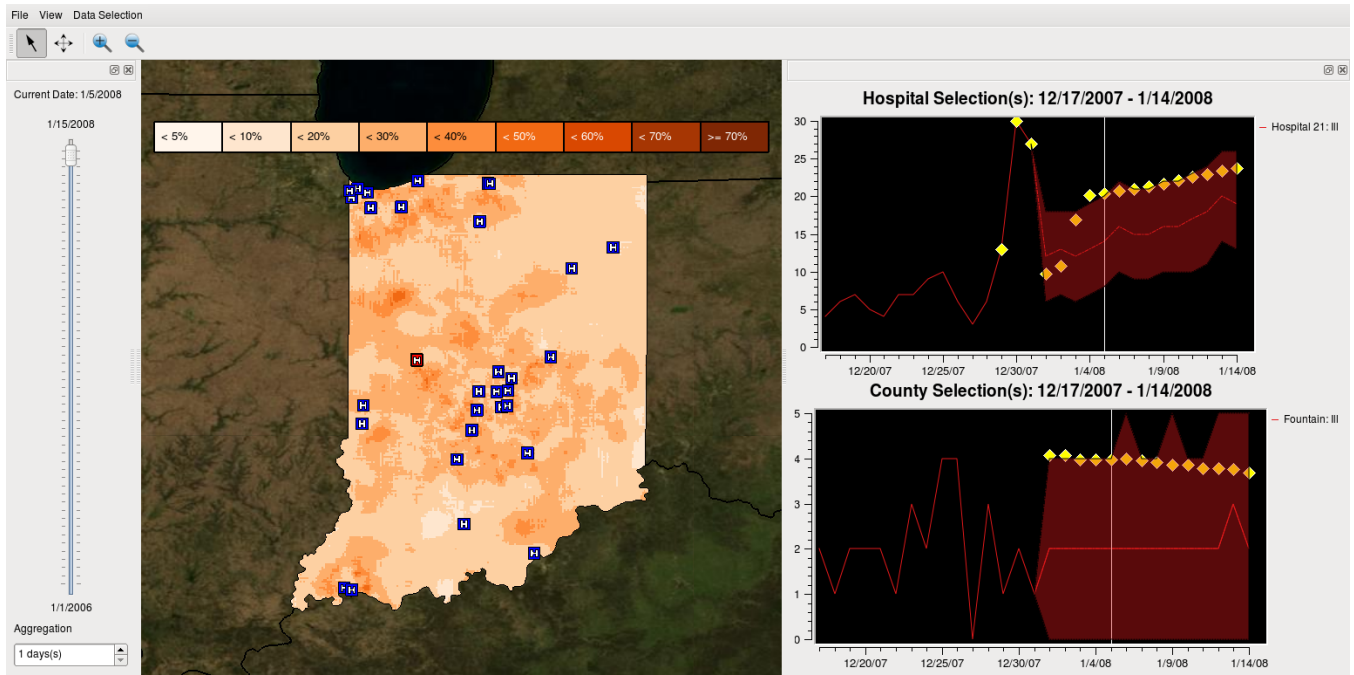 File View Data Selection
Current Date: 1/5/2008
1/15/2008
1/1/2006
Aggregation
1 days(s)
< 5% < 10% < 20% < 30% < 40% < 50% < 60% < 70% >= 70%
H H H H H H H H H H H H H H H H H H H H H H H H H H H H H H
Hospital Selection(s): 12/17/2007 - 1/14/2008
Hospital 21: Ill
30
25
20
15
10
5
0
12/20/07 12/25/07 12/30/07 1/4/08 1/9/08 1/14/08
County Selection(s): 12/17/2007 - 1/14/2008
Fountain: Ill
5
4
3
2
1
0
12/20/07 12/25/07 12/30/07 1/4/08 1/9/08 1/14/08